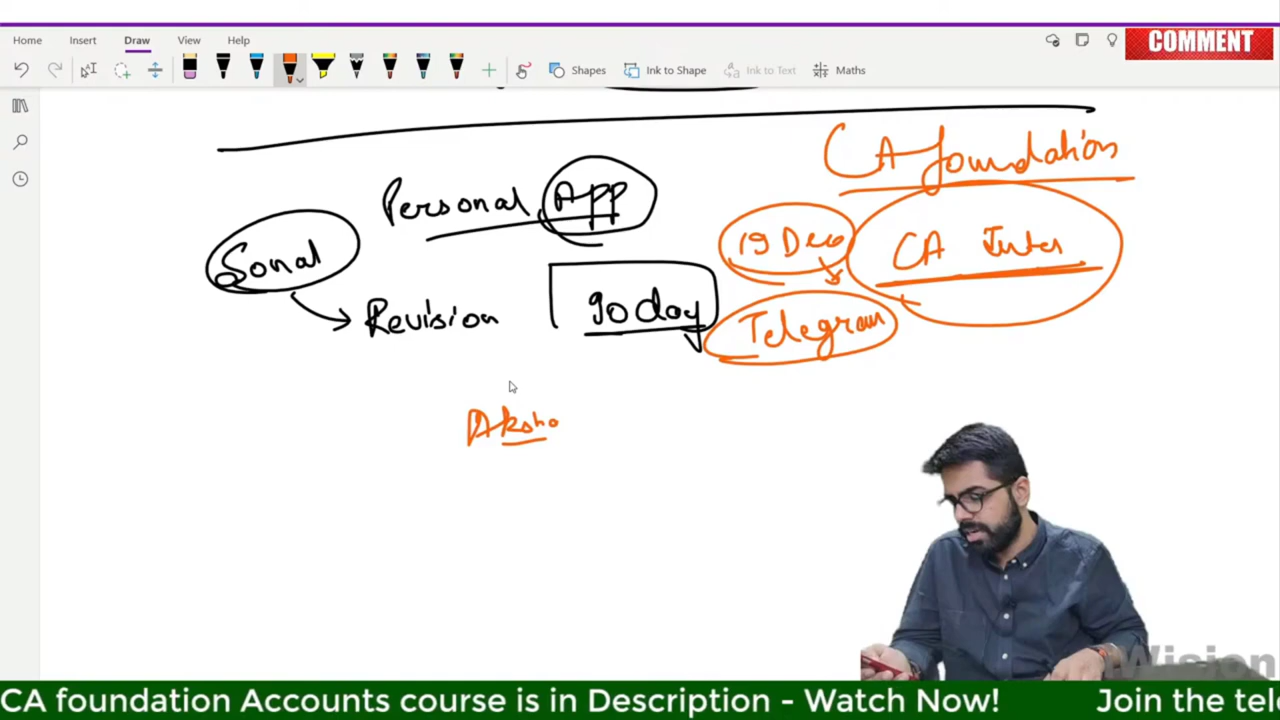 Home Insert Draw View Help
COMMENT
Shapes Ink to Shape Ink to Text Maths
CA foundation
Personal App
19 Dec
CA Inter
Sonal
Revision
90 day
Telegram
Aksha
Vision
CA foundation Accounts course is in Description - Watch Now! Join the tel